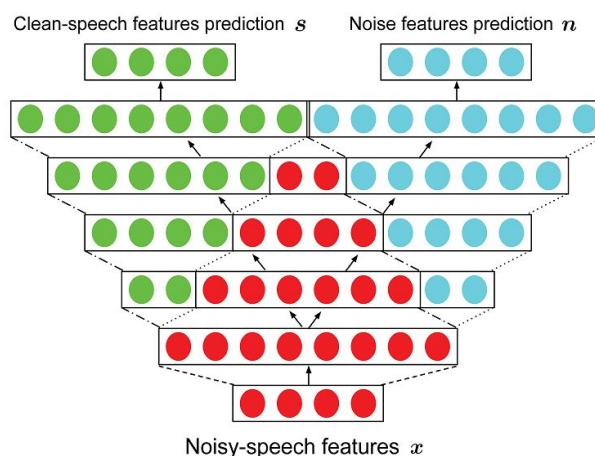 Clean-speech features prediction s
Noise features prediction n
Noisy-speech features x